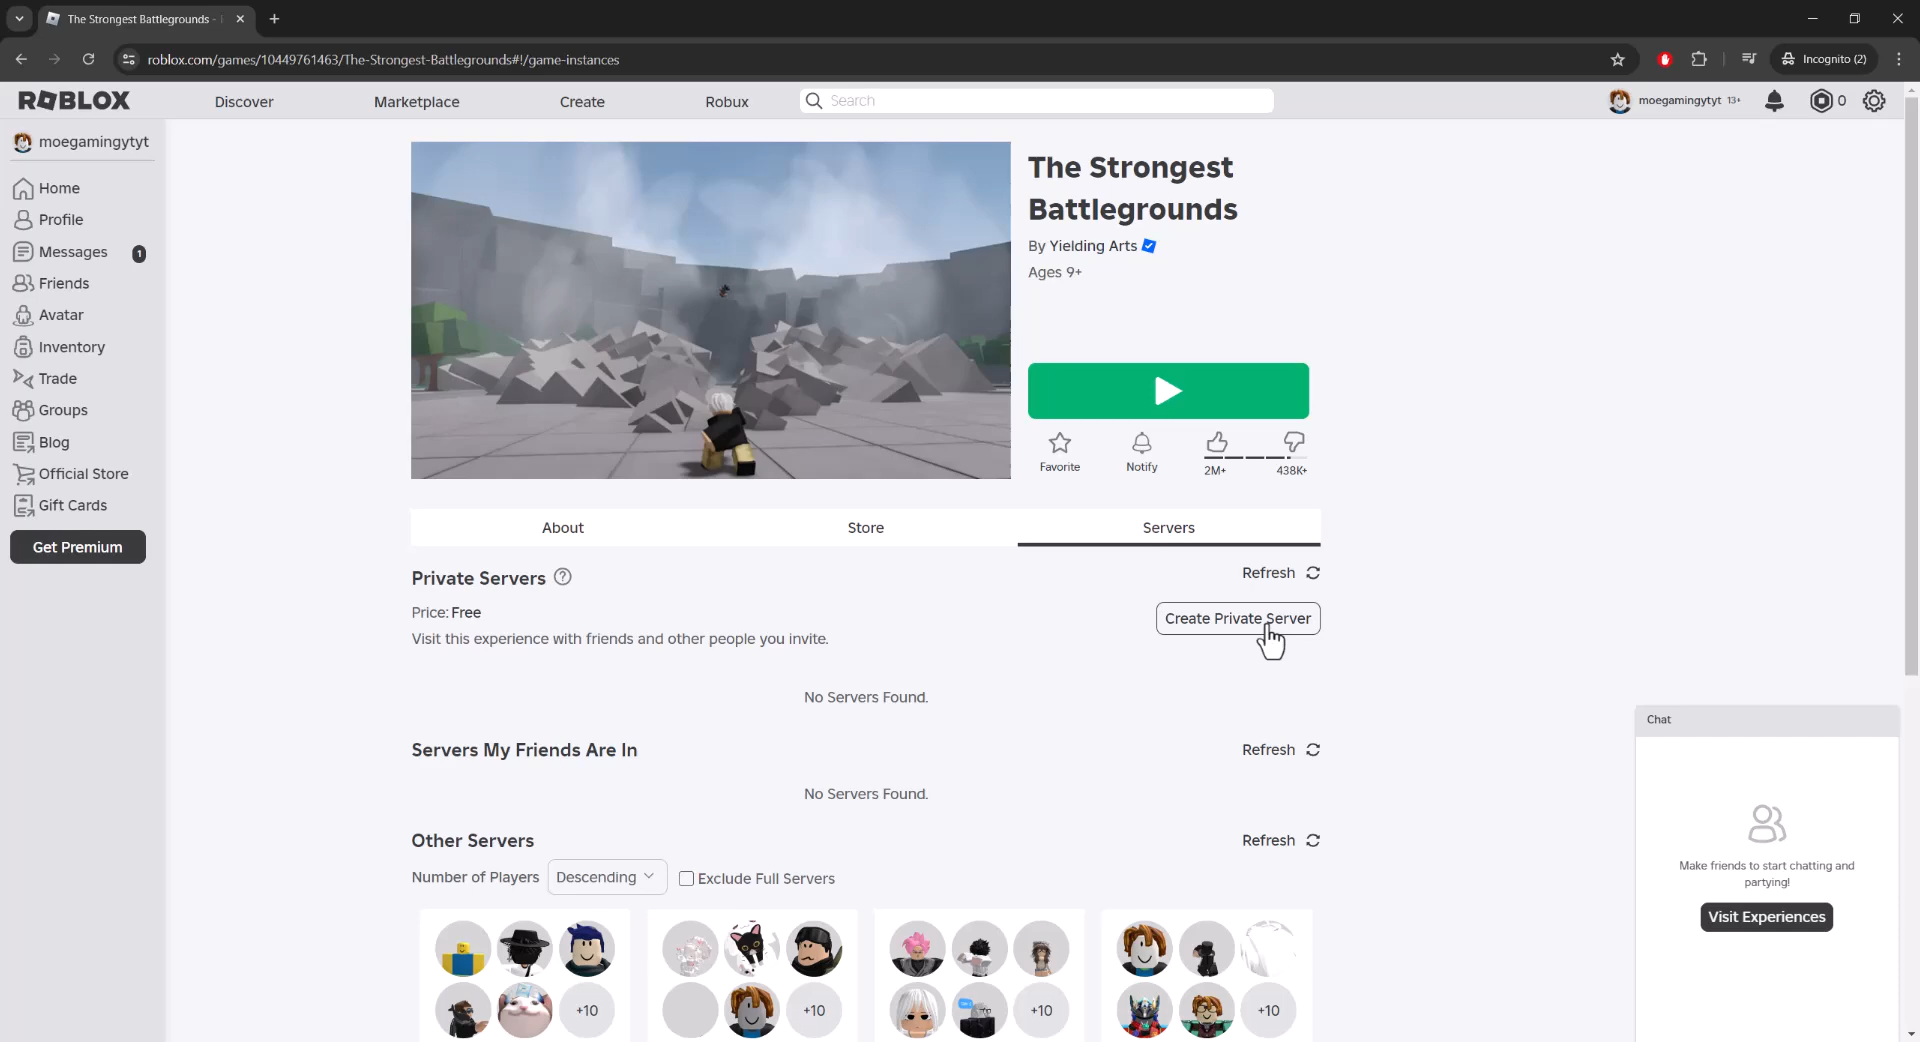 The Strongest Battlegrounds -
roblox.com/games/10449761463/The-Strongest-Battlegrounds#!/game-instances
Incognito (2)
ROBLOX
Discover
Marketplace
Create
Robux
Search
moegamingytyt 13+
0
moegamingytyt
Home
Profile
Messages
1
Friends
Avatar
Inventory
Trade
Groups
Blog
Official Store
Gift Cards
Get Premium
The Strongest
Battlegrounds
By Yielding Arts
Ages 9+
Favorite
Notify
2M+
438K+
About
Store
Servers
Private Servers
Refresh
Price: Free
Create Private Server
Visit this experience with friends and other people you invite.
No Servers Found.
Servers My Friends Are In
Refresh
No Servers Found.
Other Servers
Refresh
Number of Players
Descending
Exclude Full Servers
+10
+10
+10
+10
Chat
Make friends to start chatting and
partying!
Visit Experiences